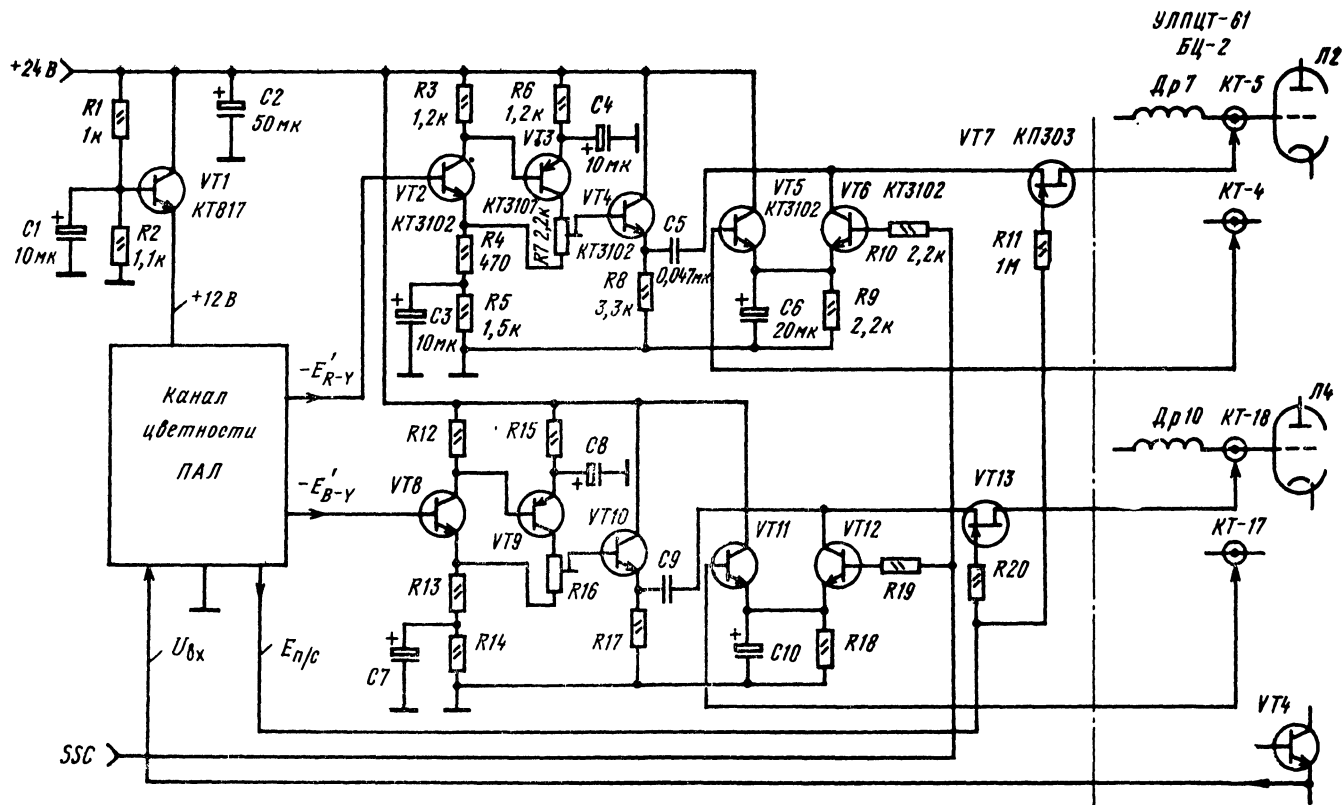 УЛПЦТ-61
БЦ-2
+24В
R1
1к
C2
50мк
R3
1,2к
R6
1,2к
C4
10мк
VT3
КТ3107
Др7
КТ-5
Л2
VT7 КП303
VT1
КТ817
C1
10мк
R2
1,1к
VT2
КТ3102
R7 2,2к
VT4
КТ3102
C5
0,047мк
VT5
КТ3102
VT6
КТ3102
R10 2,2к
R11
1М
КТ-4
R4
470
C3
10мк
R5
1,5к
R8
3,3к
C6
20мк
R9
2,2к
+12В
Канал
цветности
ПАЛ
-E'R-Y
-E'B-Y
R12
R15
C8
VT8
VT9
VT10
R16
C9
VT11
VT12
R19
VT13
R20
Др10
КТ-18
Л4
КТ-17
R13
R14
C7
R17
C10
R18
Uвх
Eп/с
SSC
VT4